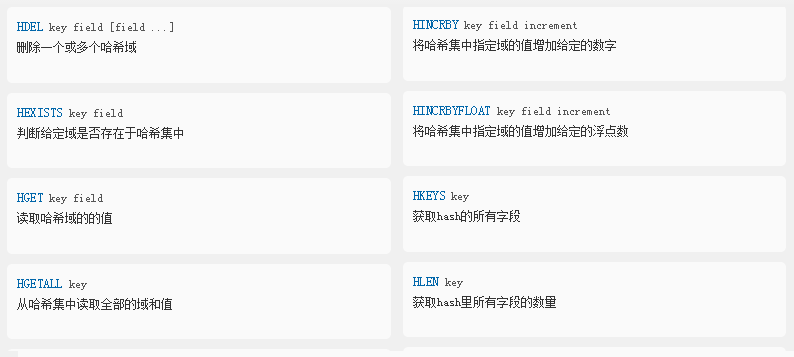 HDEL key field [field ...]
删除一个或多个哈希域
HEXISTS key field
判断给定域是否存在于哈希集中
HGET key field
读取哈希域的的值
HGETALL key
从哈希集中读取全部的域和值
HINCRBY key field increment
将哈希集中指定域的值增加给定的数字
HINCRBYFLOAT key field increment
将哈希集中指定域的值增加给定的浮点数
HKEYS key
获取hash的所有字段
HLEN key
获取hash里所有字段的数量